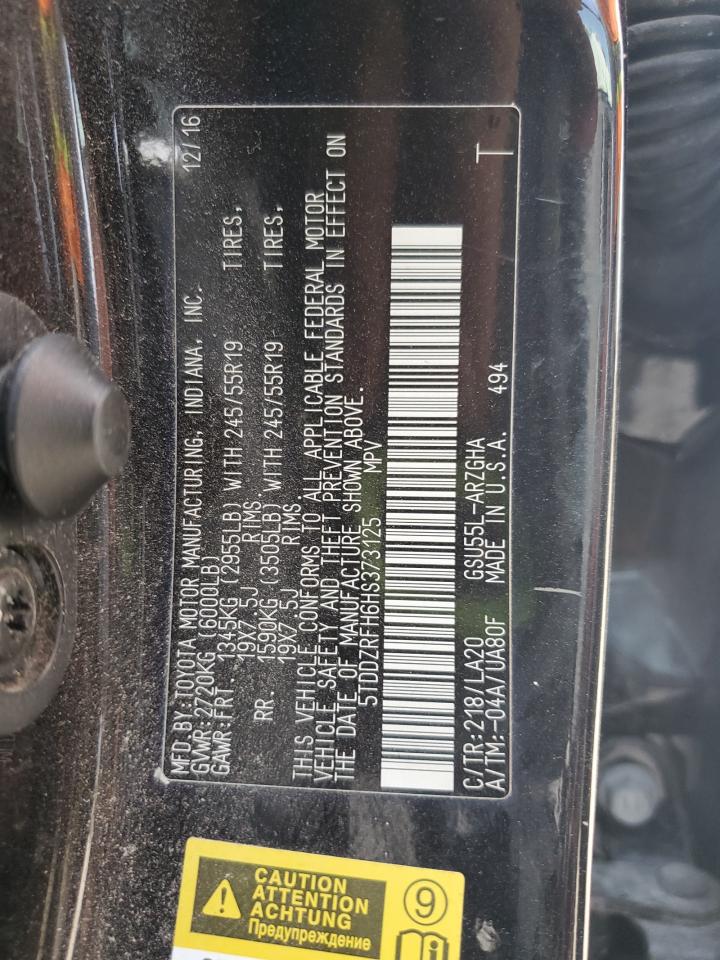 MFD.BY:TOYOTA MOTOR MANUFACTURING, INDIANA, INC. 12/16
GVWR:2720KG (6000LB)
GAWR:FRT. 1345KG (2955LB) WITH 245/55R19 TIRES,
19X7.5J RIMS
RR. 1590KG (3505LB) WITH 245/55R19 TIRES,
19X7.5J RIMS
THIS VEHICLE CONFORMS TO ALL APPLICABLE FEDERAL MOTOR
VEHICLE SAFETY AND THEFT PREVENTION STANDARDS IN EFFECT ON
THE DATE OF MANUFACTURE SHOWN ABOVE.
5TDDZRFH6HS373125 MPV
C/TR:218/LA20 GSU55L-ARZGHA T
A/TM:-04A/UA80F MADE IN U.S.A. 494
CAUTION
ATTENTION
ACHTUNG
Предупреждение
9